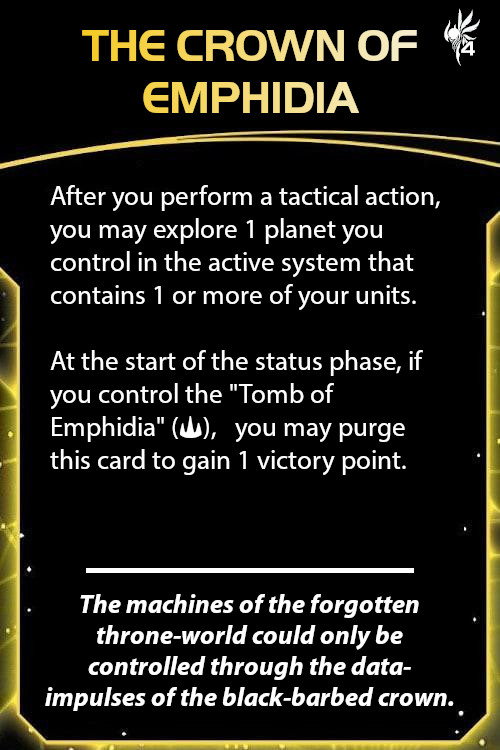 THE CROWN OF
EMPHIDIA
4
After you perform a tactical action,
you may explore 1 planet you
control in the active system that
contains 1 or more of your units.
At the start of the status phase, if
you control the "Tomb of
Emphidia" (), you may purge
this card to gain 1 victory point.
The machines of the forgotten
throne-world could only be
controlled through the data-
impulses of the black-barbed crown.